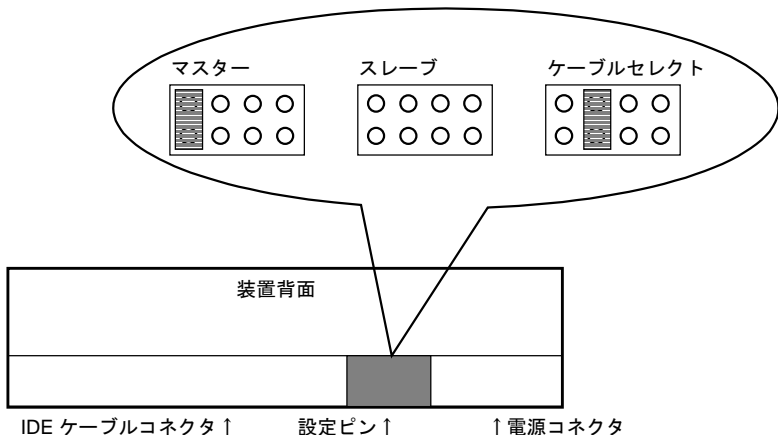 マスター
スレーブ
ケーブルセレクト
装置背面
IDE ケーブルコネクタ↑
設定ピン↑
↑電源コネクタ